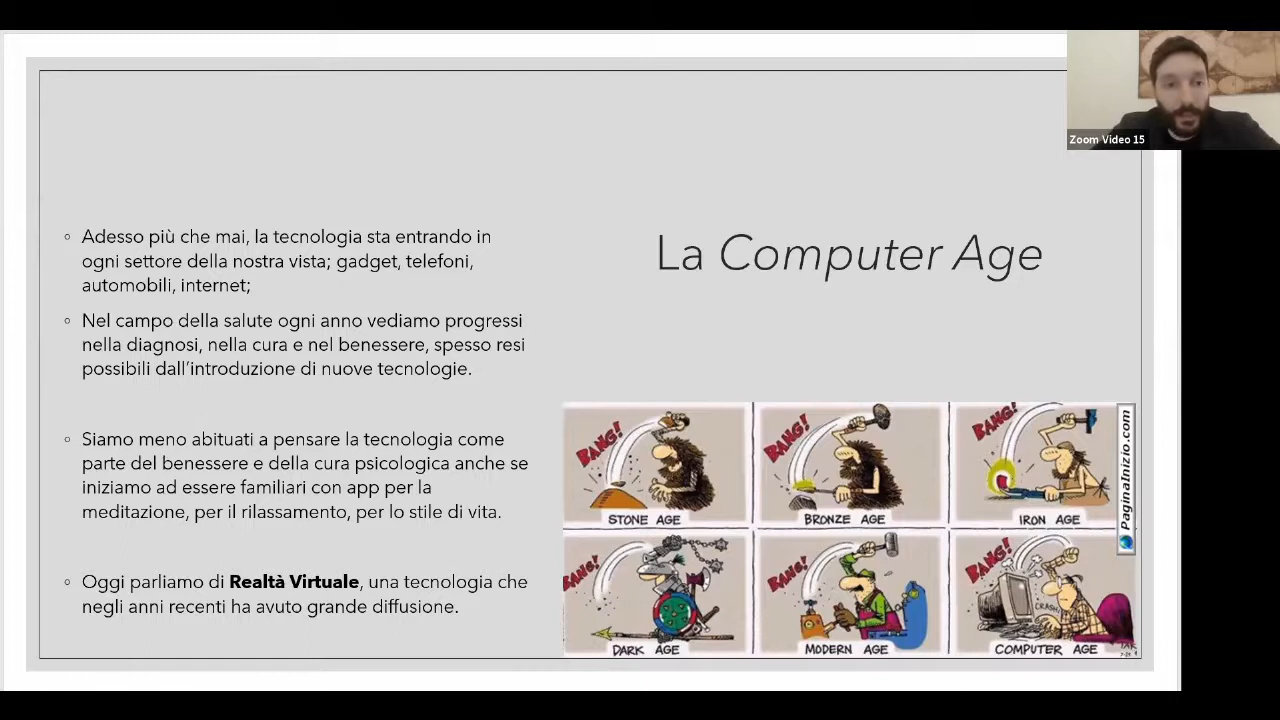 Zoom Video 15
La Computer Age
Adesso più che mai, la tecnologia sta entrando in
ogni settore della nostra vista; gadget, telefoni,
automobili, internet;
Nel campo della salute ogni anno vediamo progressi
nella diagnosi, nella cura e nel benessere, spesso resi
possibili dall'introduzione di nuove tecnologie.
Siamo meno abituati a pensare la tecnologia come
parte del benessere e della cura psicologica anche se
iniziamo ad essere familiari con app per la
meditazione, per il rilassamento, per lo stile di vita.
Oggi parliamo di Realtà Virtuale, una tecnologia che
negli anni recenti ha avuto grande diffusione.
BANG!
STONE AGE
BANG!
BRONZE AGE
BANG!
IRON AGE
PaginaInizio.com
BANG!
DARK AGE
BANG!
MODERN AGE
BANG!
CRASH!
COMPUTER AGE